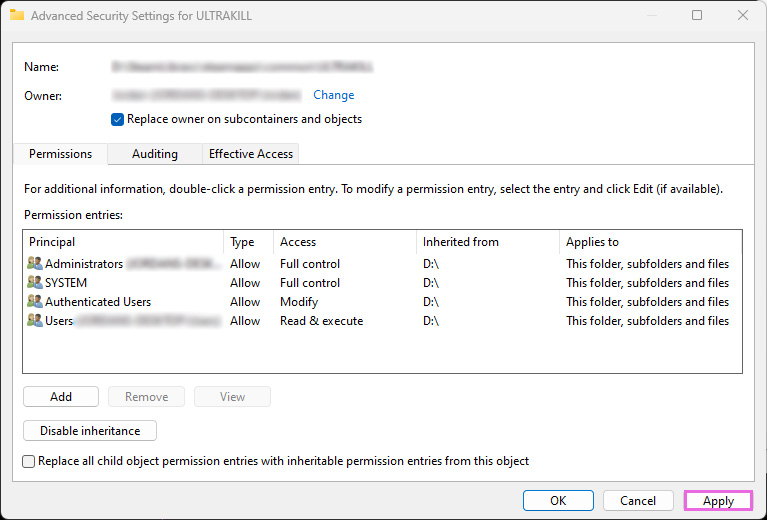 Advanced Security Settings for ULTRAKILL
Name:
Owner: Change
Replace owner on subcontainers and objects
Permissions Auditing Effective Access
For additional information, double-click a permission entry. To modify a permission entry, select the entry and click Edit (if available).
Permission entries:
Principal Type Access Inherited from Applies to
Administrators Allow Full control D:\ This folder, subfolders and files
SYSTEM Allow Full control D:\ This folder, subfolders and files
Authenticated Users Allow Modify D:\ This folder, subfolders and files
Users Allow Read & execute D:\ This folder, subfolders and files
Add Remove View
Disable inheritance
Replace all child object permission entries with inheritable permission entries from this object
OK Cancel Apply